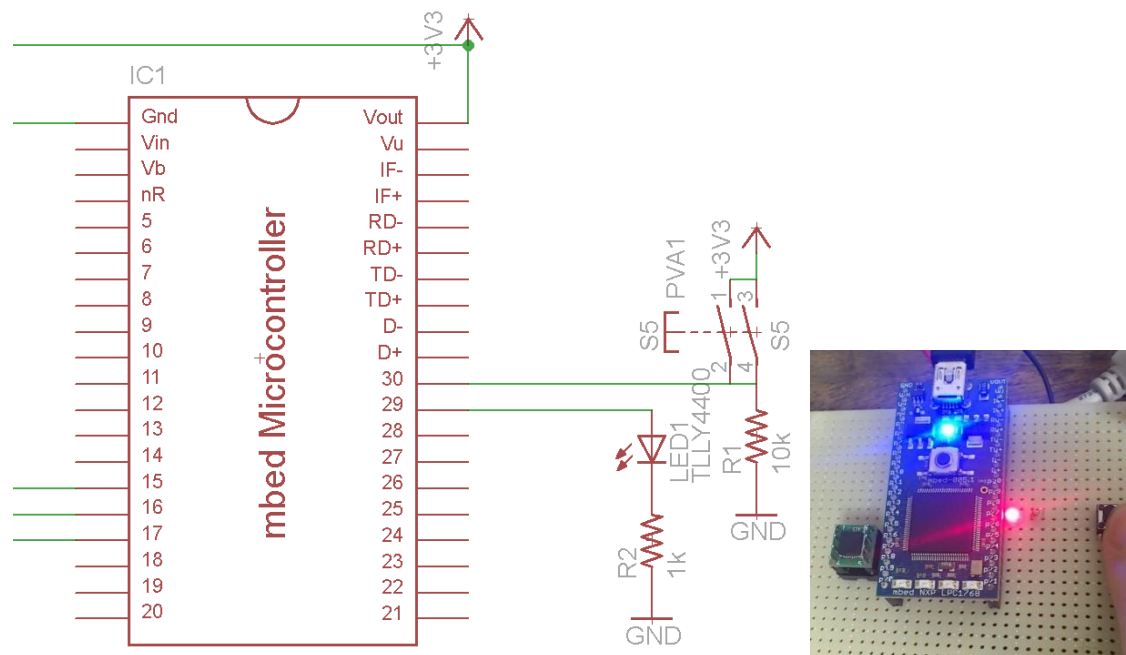 +3V3
IC1
Gnd
Vin
Vb
nR
5
6
7
8
9
10
11
12
13
14
15
16
17
18
19
20
mbed Microcontroller
Vout
Vu
IF-
IF+
RD-
RD+
TD-
TD+
D-
D+
30
29
28
27
26
25
24
23
22
21
+3V3
PVA1
S5
1
3
2
4
S5
LED1
TLLY4400
R1
10k
GND
R2
1k
GND
VOUT
mbed NXP LPC1768